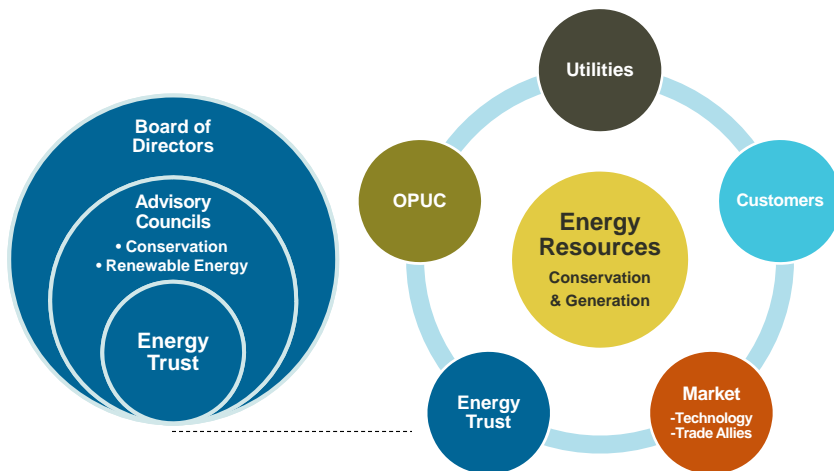 Board of
Directors
Advisory
Councils
• Conservation
• Renewable Energy
Energy
Trust
Utilities
OPUC
Customers
Energy
Resources
Conservation
& Generation
Energy
Trust
Market
-Technology
-Trade Allies